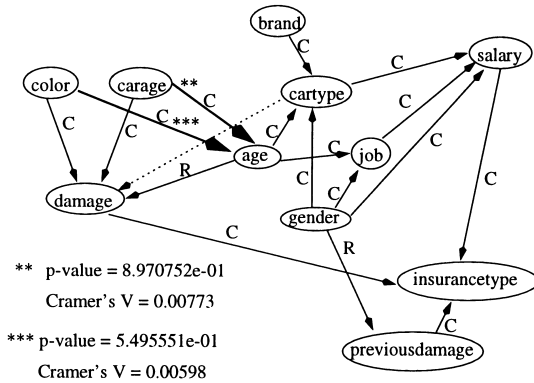 brand
C
salary
C
color
carage
**
cartype
C
C
C
C
C ***
C
C
age
C
job
C
R
C
C
damage
C
gender
C
R
** p-value = 8.970752e-01
Cramer's V = 0.00773
insurancetype
*** p-value = 5.495551e-01
Cramer's V = 0.00598
C
previousdamage